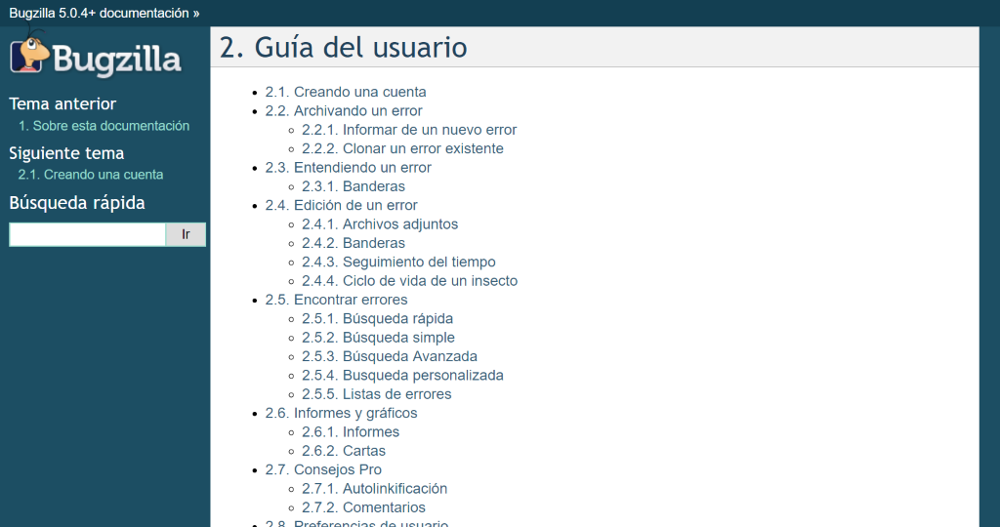 Bugzilla 5.0.4+ documentación »
Bugzilla
Tema anterior
1. Sobre esta documentación
Siguiente tema
2.1. Creando una cuenta
Búsqueda rápida
Ir
2. Guía del usuario
2.1. Creando una cuenta
2.2. Archivando un error
2.2.1. Informar de un nuevo error
2.2.2. Clonar un error existente
2.3. Entendiendo un error
2.3.1. Banderas
2.4. Edición de un error
2.4.1. Archivos adjuntos
2.4.2. Banderas
2.4.3. Seguimiento del tiempo
2.4.4. Ciclo de vida de un insecto
2.5. Encontrar errores
2.5.1. Búsqueda rápida
2.5.2. Búsqueda simple
2.5.3. Búsqueda Avanzada
2.5.4. Busqueda personalizada
2.5.5. Listas de errores
2.6. Informes y gráficos
2.6.1. Informes
2.6.2. Cartas
2.7. Consejos Pro
2.7.1. Autolinkificación
2.7.2. Comentarios
2.8. Preferencias de usuario